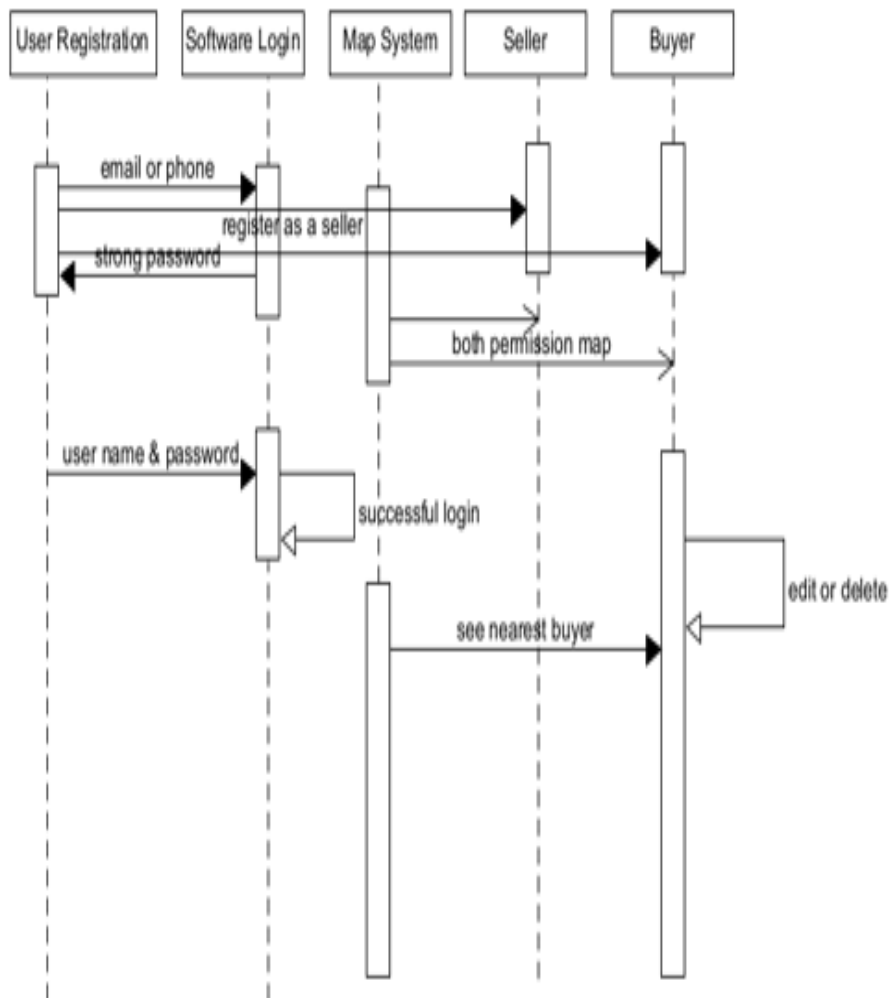 User Registration
Software Login
Map System
Seller
Buyer
email or phone
register as a seller
strong password
both permission map
user name & password
successful login
edit or delete
see nearest buyer